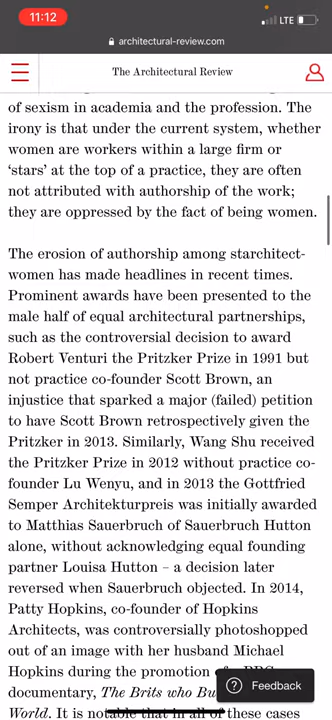 11:12
LTE
architectural-review.com
The Architectural Review
of sexism in academia and the profession. The
irony is that under the current system, whether
women are workers within a large firm or
‘stars’ at the top of a practice, they are often
not attributed with authorship of the work;
they are oppressed by the fact of being women.
The erosion of authorship among starchitect-
women has made headlines in recent times.
Prominent awards have been presented to the
male half of equal architectural partnerships,
such as the controversial decision to award
Robert Venturi the Pritzker Prize in 1991 but
not practice co-founder Scott Brown, an
injustice that sparked a major (failed) petition
to have Scott Brown retrospectively given the
Pritzker in 2013. Similarly, Wang Shu received
the Pritzker Prize in 2012 without practice co-
founder Lu Wenyu, and in 2013 the Gottfried
Semper Architekturpreis was initially awarded
to Matthias Sauerbruch of Sauerbruch Hutton
alone, without acknowledging equal founding
partner Louisa Hutton – a decision later
reversed when Sauerbruch objected. In 2014,
Patty Hopkins, co-founder of Hopkins
Architects, was controversially photoshopped
out of an image with her husband Michael
Hopkins during the promotion
documentary, The Brits who
World. It is notable that in all of these cases
Feedback